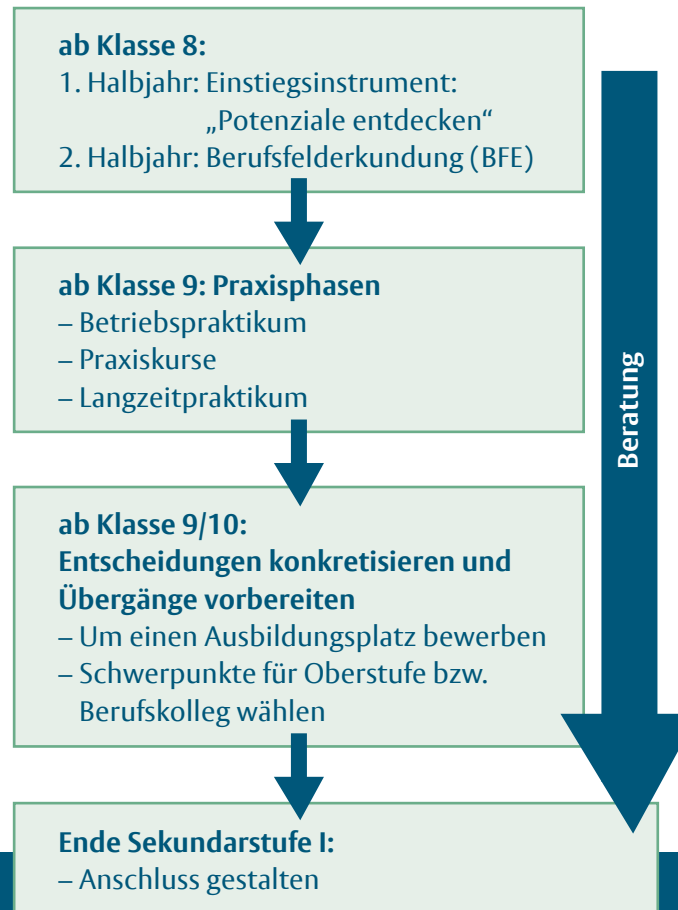 ab Klasse 8:
1. Halbjahr: Einstiegsinstrument:
„Potenziale entdecken“
2. Halbjahr: Berufsfelderkundung (BFE)
ab Klasse 9: Praxisphasen
– Betriebspraktikum
– Praxiskurse
– Langzeitpraktikum
ab Klasse 9/10:
Entscheidungen konkretisieren und
Übergänge vorbereiten
– Um einen Ausbildungsplatz bewerben
– Schwerpunkte für Oberstufe bzw.
Berufskolleg wählen
Ende Sekundarstufe I:
– Anschluss gestalten
Beratung